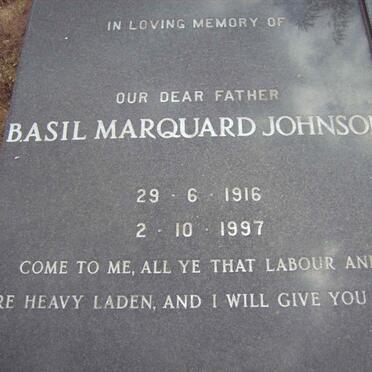 IN LOVING MEMORY OF
OUR DEAR FATHER
BASIL MARQUARD JOHNSO
29 · 6 · 1916
2 · 10 · 1997
COME TO ME, ALL YE THAT LABOUR AN
RE HEAVY LADEN, AND I WILL GIVE YOU